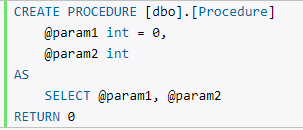 CREATE PROCEDURE [dbo].[Procedure]
    @param1 int = 0,
    @param2 int
AS
    SELECT @param1, @param2
RETURN 0